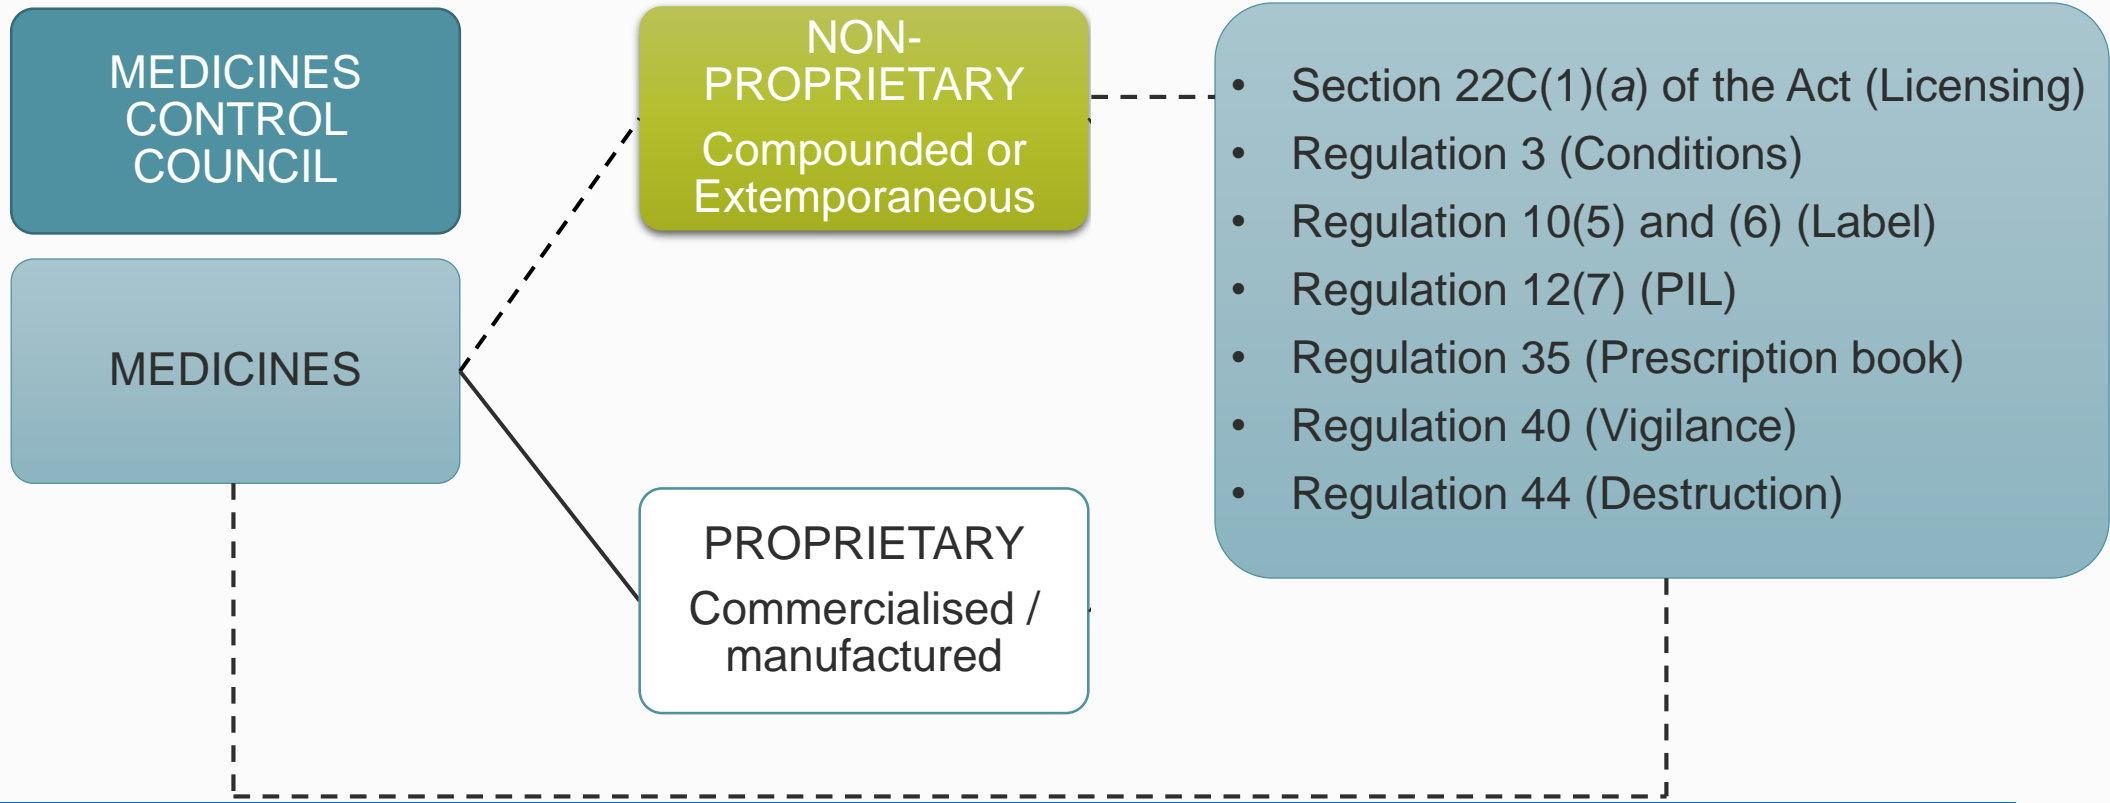 MEDICINES
CONTROL
COUNCIL
MEDICINES
NON-
PROPRIETARY
Compounded or
Extemporaneous
PROPRIETARY
Commercialised /
manufactured
• Section 22C(1)(a) of the Act (Licensing)
• Regulation 3 (Conditions)
• Regulation 10(5) and (6) (Label)
• Regulation 12(7) (PIL)
• Regulation 35 (Prescription book)
• Regulation 40 (Vigilance)
• Regulation 44 (Destruction)